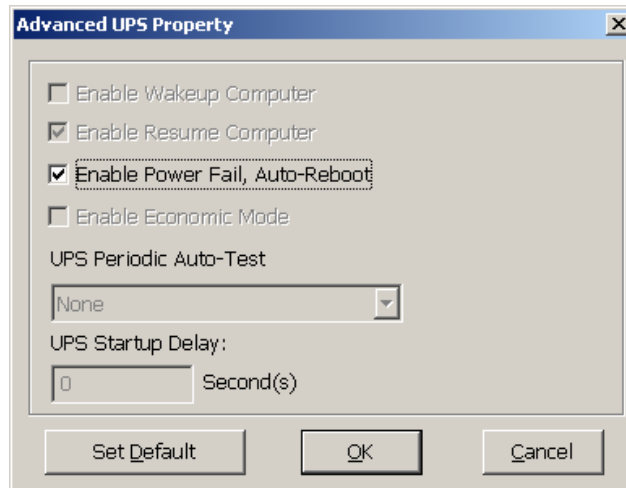 Advanced UPS Property
Enable Wakeup Computer
Enable Resume Computer
Enable Power Fail, Auto-Reboot
Enable Economic Mode
UPS Periodic Auto-Test
None
UPS Startup Delay:
0 Second(s)
Set Default OK Cancel